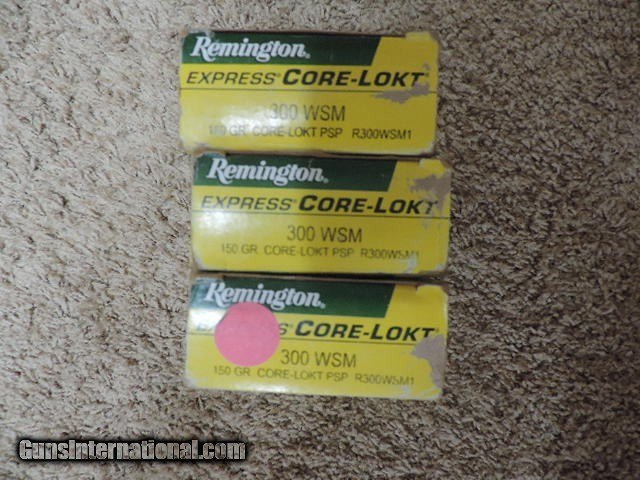 Remington®
EXPRESS® CORE-LOKT®
300 WSM
150 GR CORE-LOKT PSP R300WSM1
Remington®
EXPRESS® CORE-LOKT
300 WSM
150 GR CORE-LOKT PSP R300WSM1
Remington®
CORE-LOKT®
300 WSM
150 GR CORE-LOKT PSP R300WSM1
GunsInternational.com